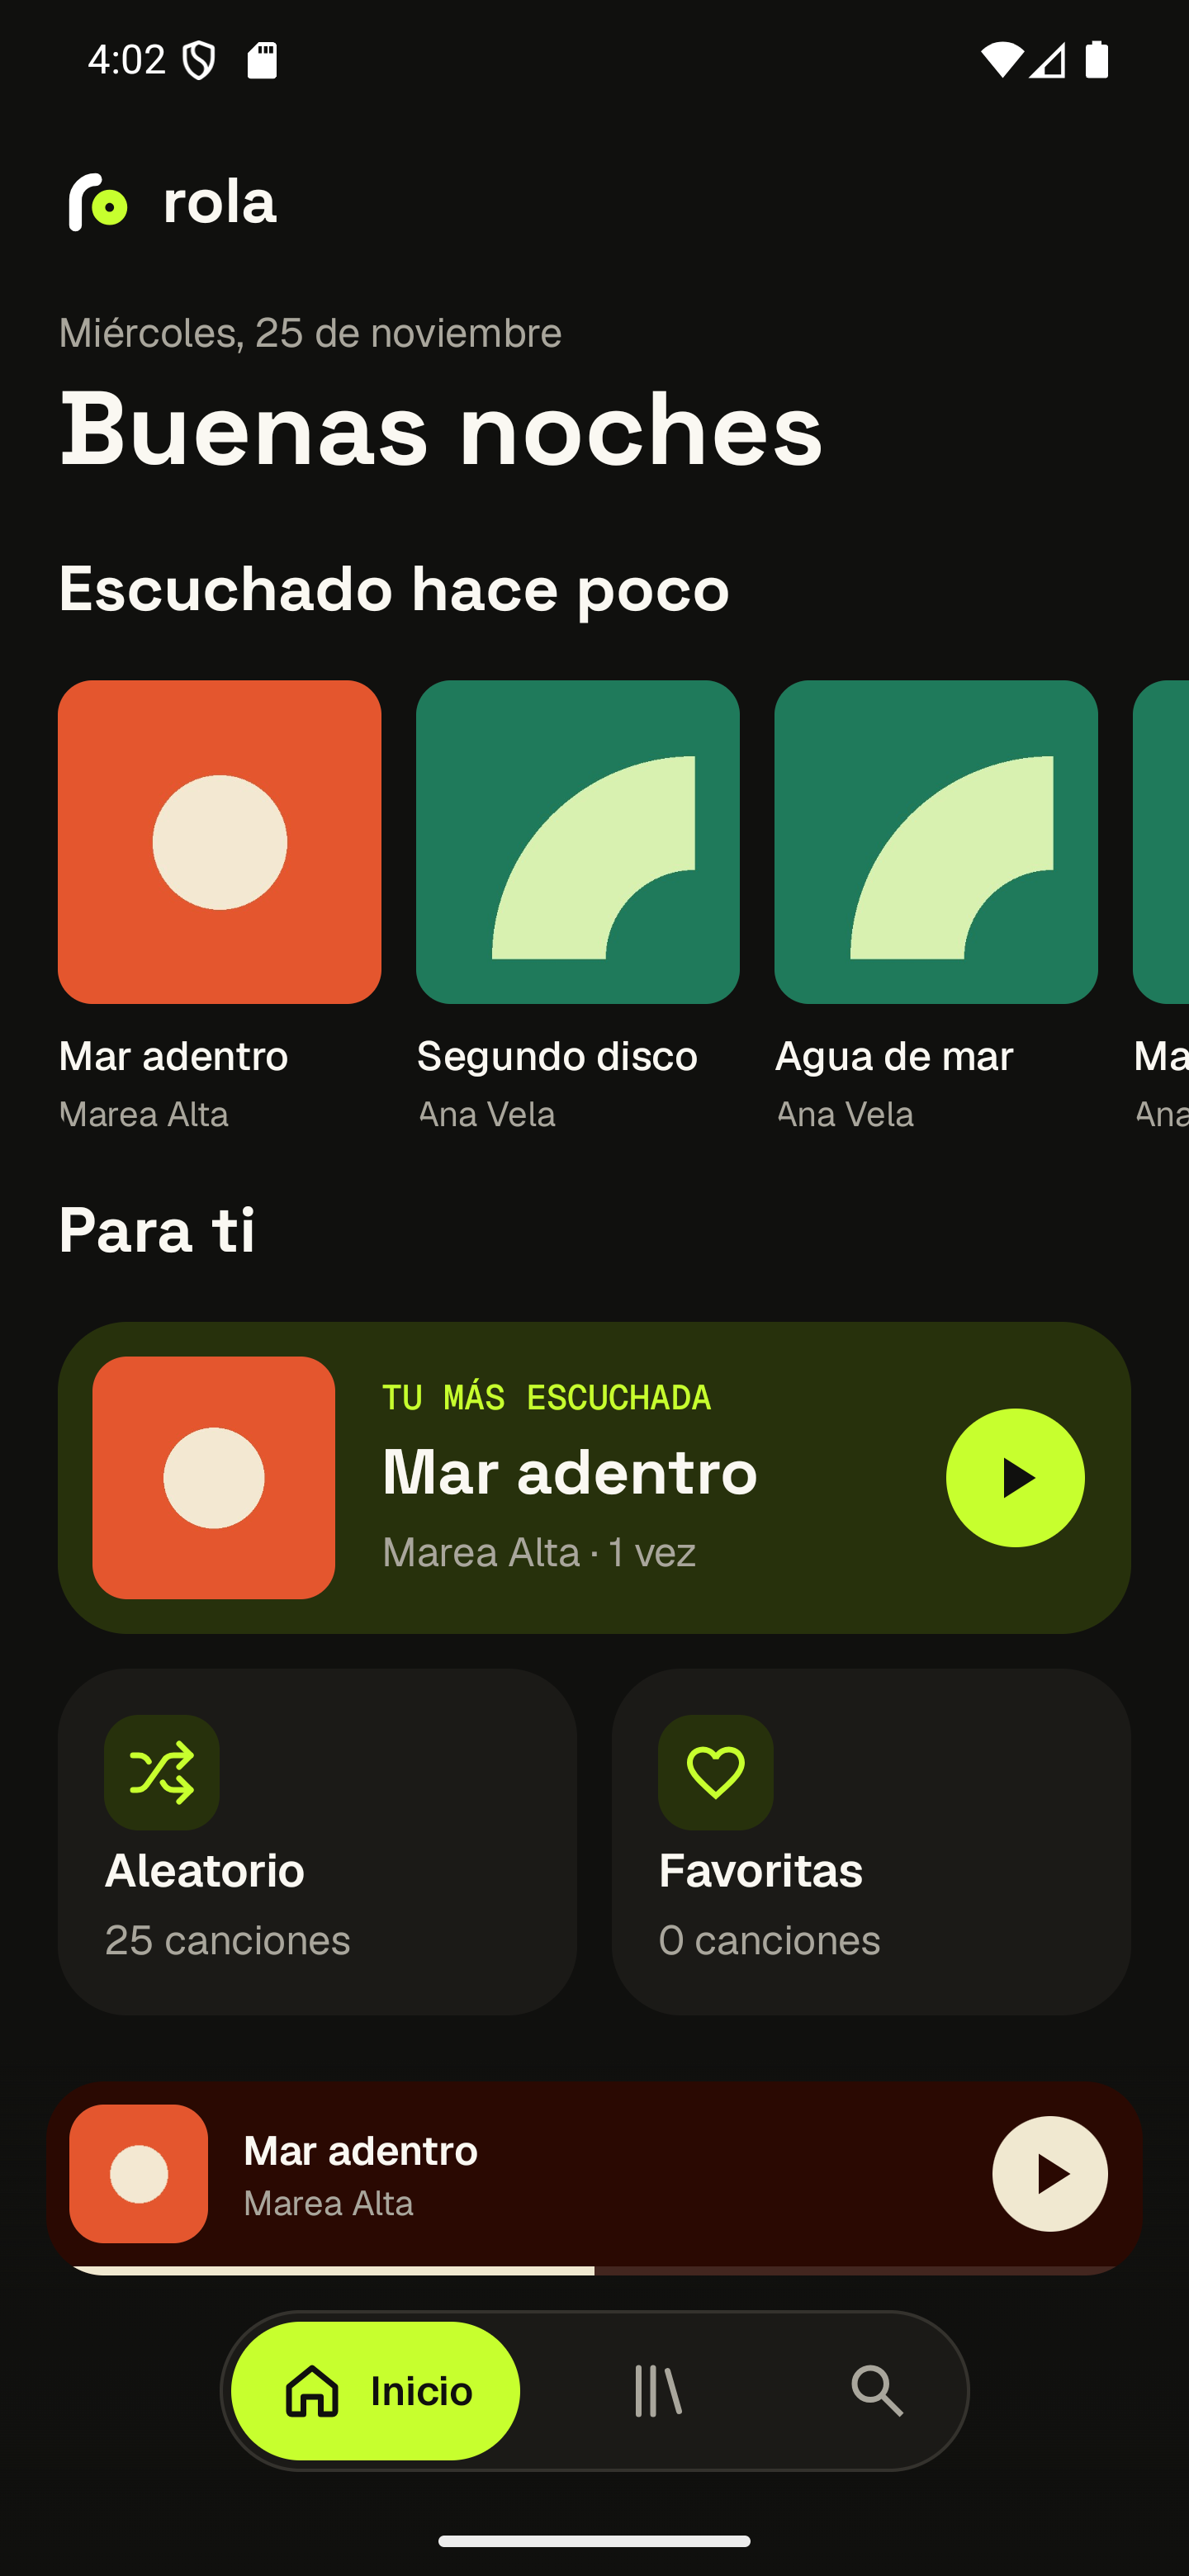 4:02
rola
Miércoles, 25 de noviembre
Buenas noches
Escuchado hace poco
Mar adentro
Marea Alta
Segundo disco
Ana Vela
Agua de mar
Ana Vela
Ma
Ana
Para ti
TU MÁS ESCUCHADA
Mar adentro
Marea Alta · 1 vez
Aleatorio
25 canciones
Favoritas
0 canciones
Mar adentro
Marea Alta
Inicio